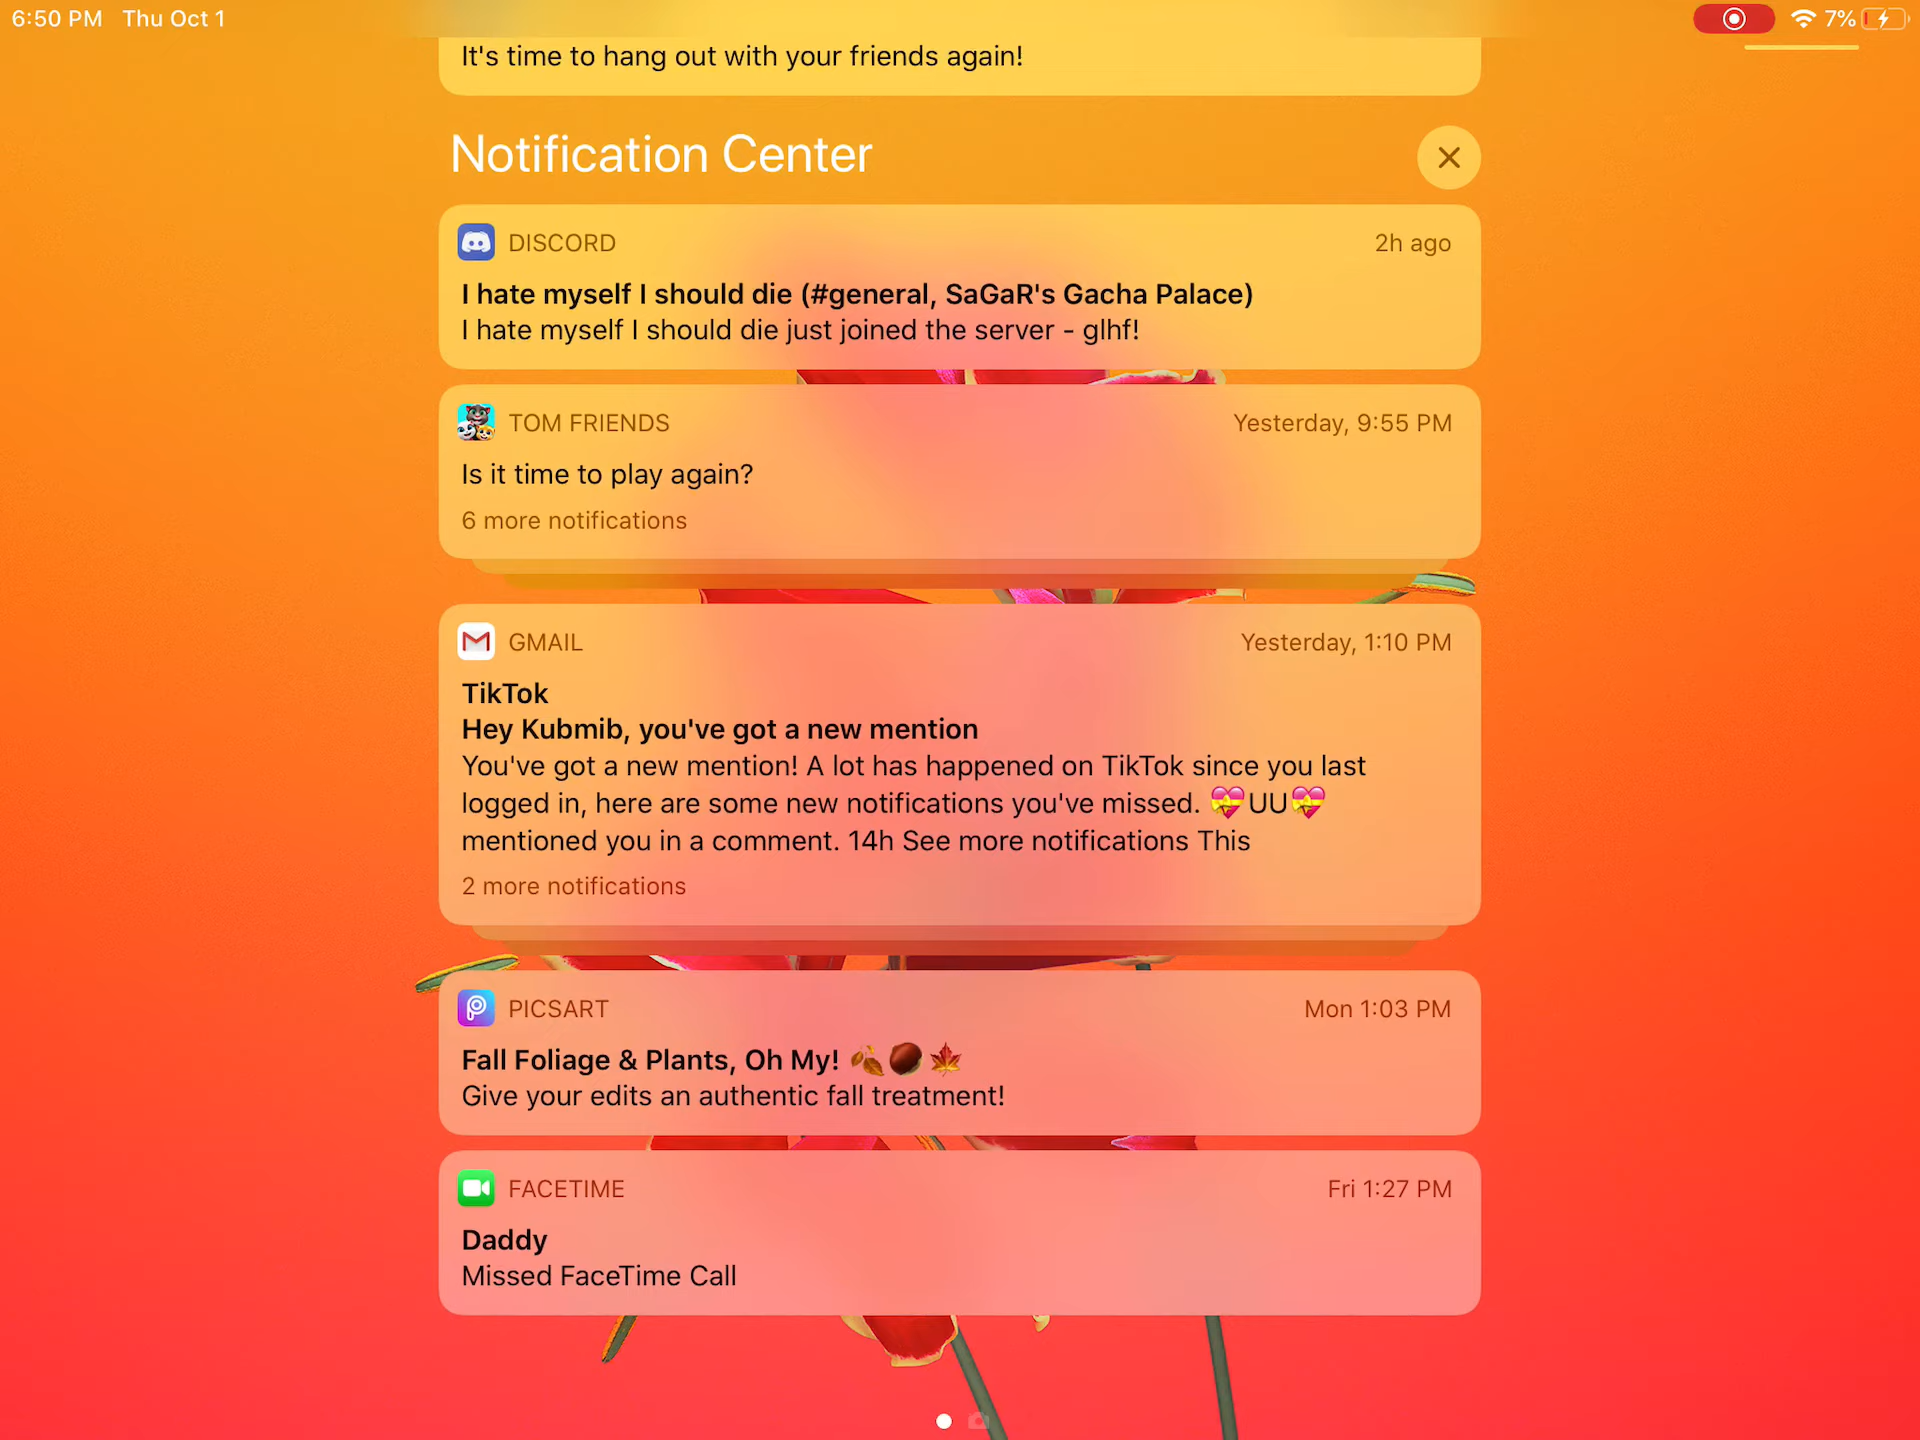 6:50 PM Thu Oct 1
7%
It's time to hang out with your friends again!
Notification Center
DISCORD 2h ago
I hate myself I should die (#general, SaGaR's Gacha Palace)
I hate myself I should die just joined the server - glhf!
TOM FRIENDS Yesterday, 9:55 PM
Is it time to play again?
6 more notifications
GMAIL Yesterday, 1:10 PM
TikTok
Hey Kubmib, you've got a new mention
You've got a new mention! A lot has happened on TikTok since you last
logged in, here are some new notifications you've missed. 💝UU💝
mentioned you in a comment. 14h See more notifications This
2 more notifications
PICSART Mon 1:03 PM
Fall Foliage & Plants, Oh My! 🍂🌰🍁
Give your edits an authentic fall treatment!
FACETIME Fri 1:27 PM
Daddy
Missed FaceTime Call